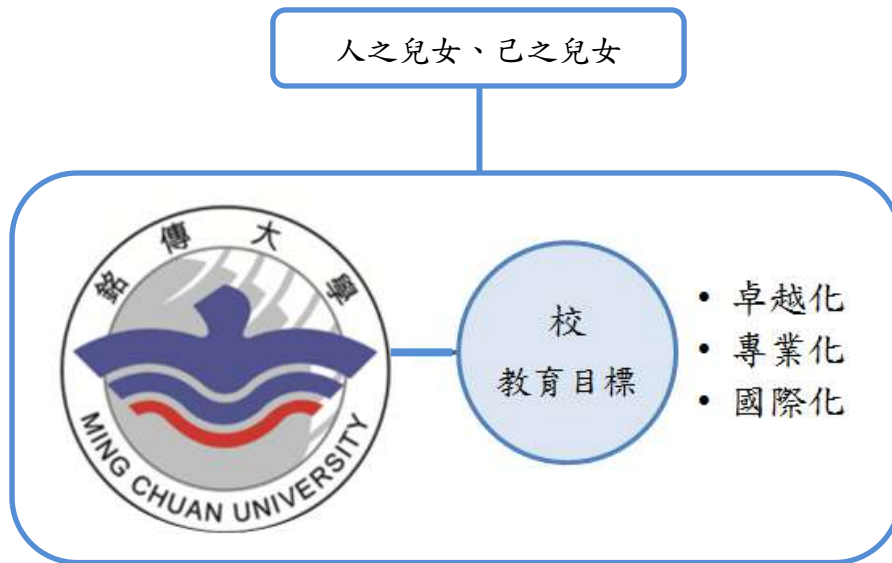 人之兒女、己之兒女
銘傳大學
MING CHUAN UNIVERSITY
校
教育目標
• 卓越化
• 專業化
• 國際化